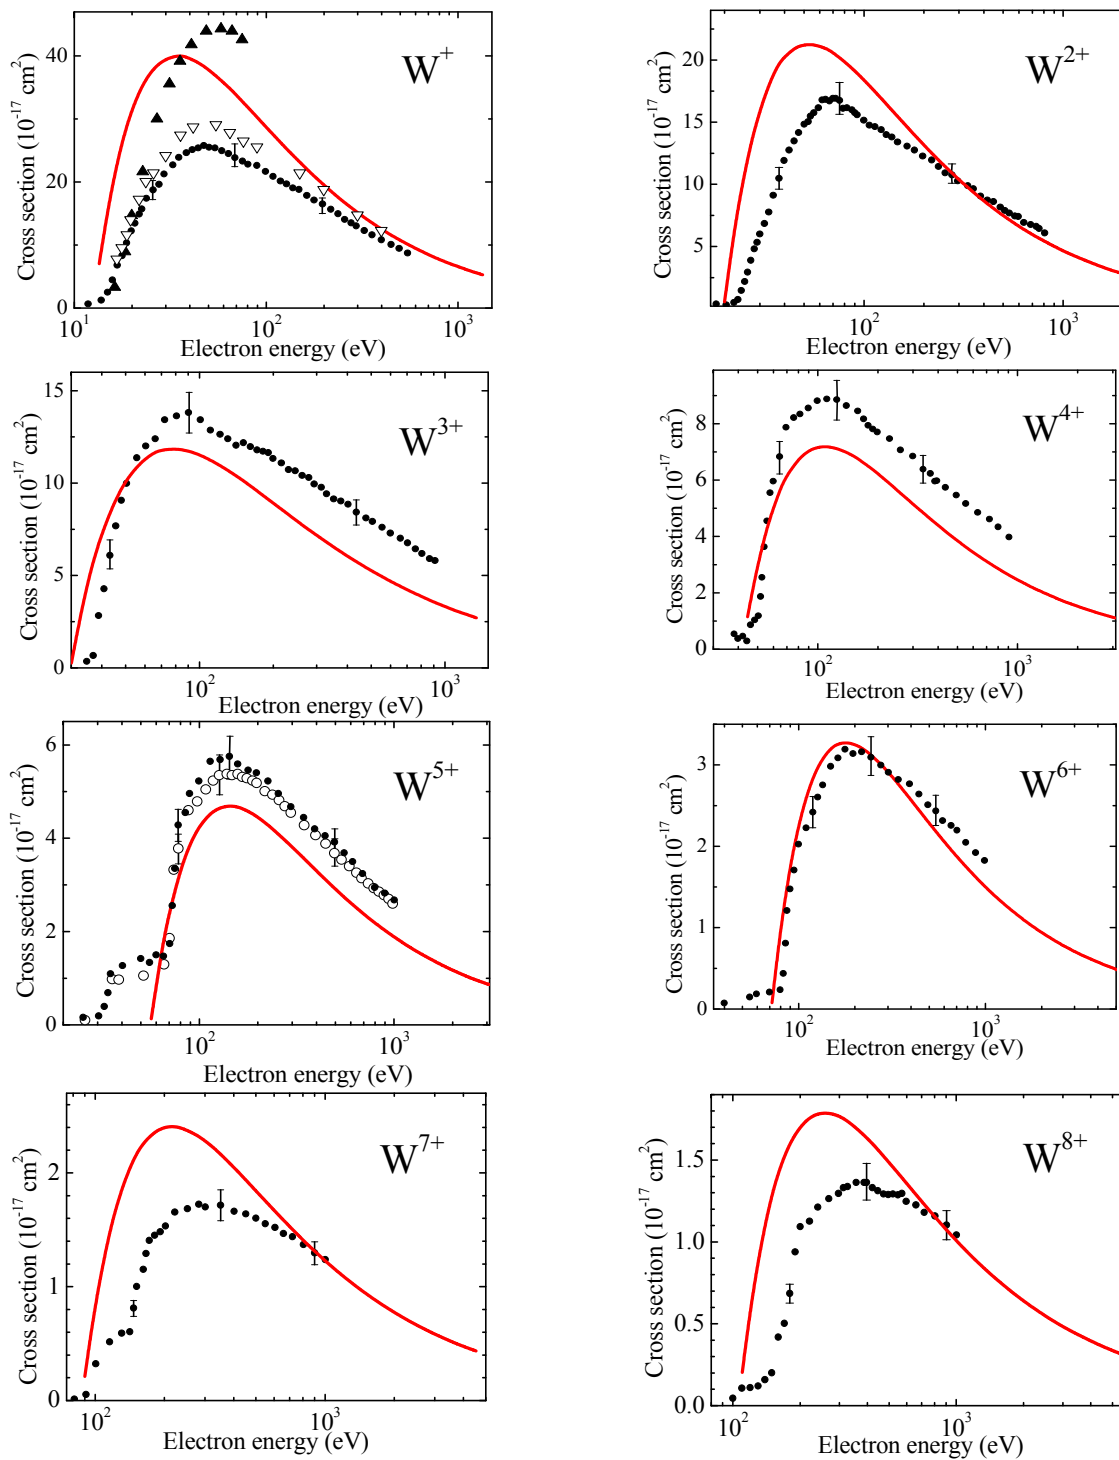 Cross section (10^-17 cm^2)
40
20
0
W^+
10^1
10^2
10^3
Electron energy (eV)
Cross section (10^-17 cm^2)
20
15
10
5
W^2+
10^2
10^3
Electron energy (eV)
Cross section (10^-17 cm^2)
15
10
5
0
W^3+
10^2
10^3
Electron energy (eV)
Cross section (10^-17 cm^2)
8
6
4
2
0
W^4+
10^2
10^3
Electron energy (eV)
Cross section (10^-17 cm^2)
6
4
2
0
W^5+
10^2
10^3
Electron energy (eV)
Cross section (10^-17 cm^2)
3
2
1
0
W^6+
10^2
10^3
Electron energy (eV)
Cross section (10^-17 cm^2)
2
1
0
W^7+
10^2
10^3
Electron energy (eV)
Cross section (10^-17 cm^2)
1.5
1.0
0.5
0.0
W^8+
10^2
10^3
Electron energy (eV)